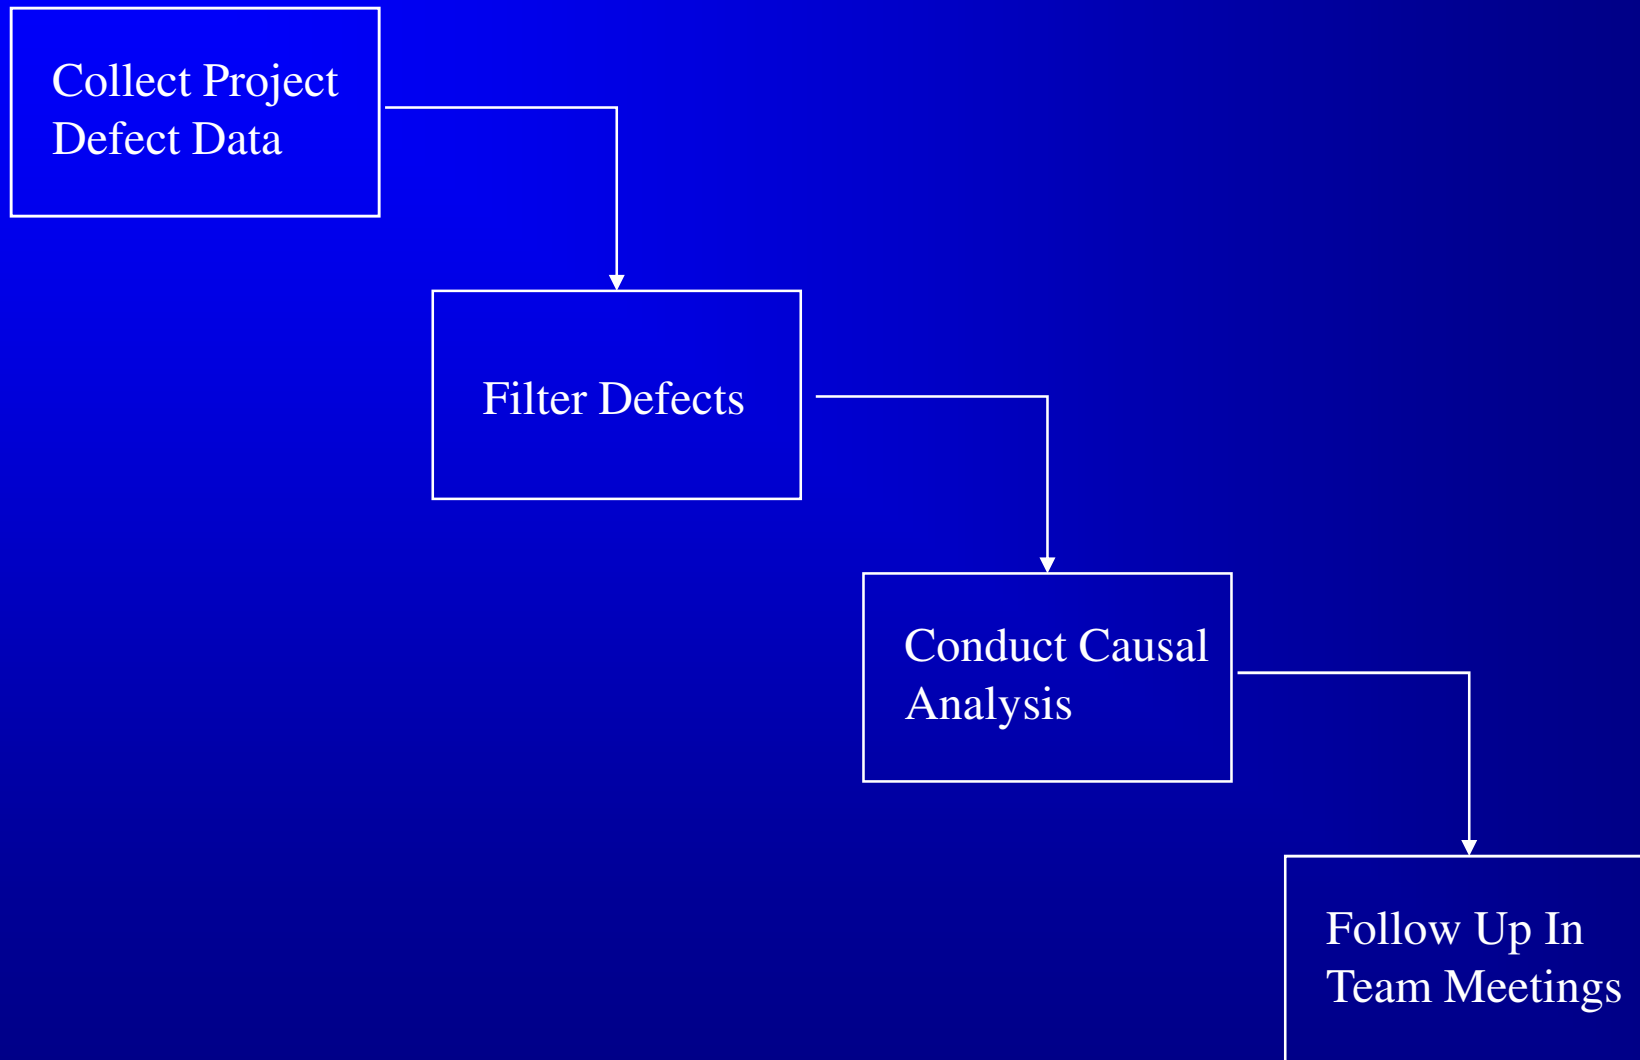 Collect Project
Defect Data
Filter Defects
Conduct Causal
Analysis
Follow Up In
Team Meetings